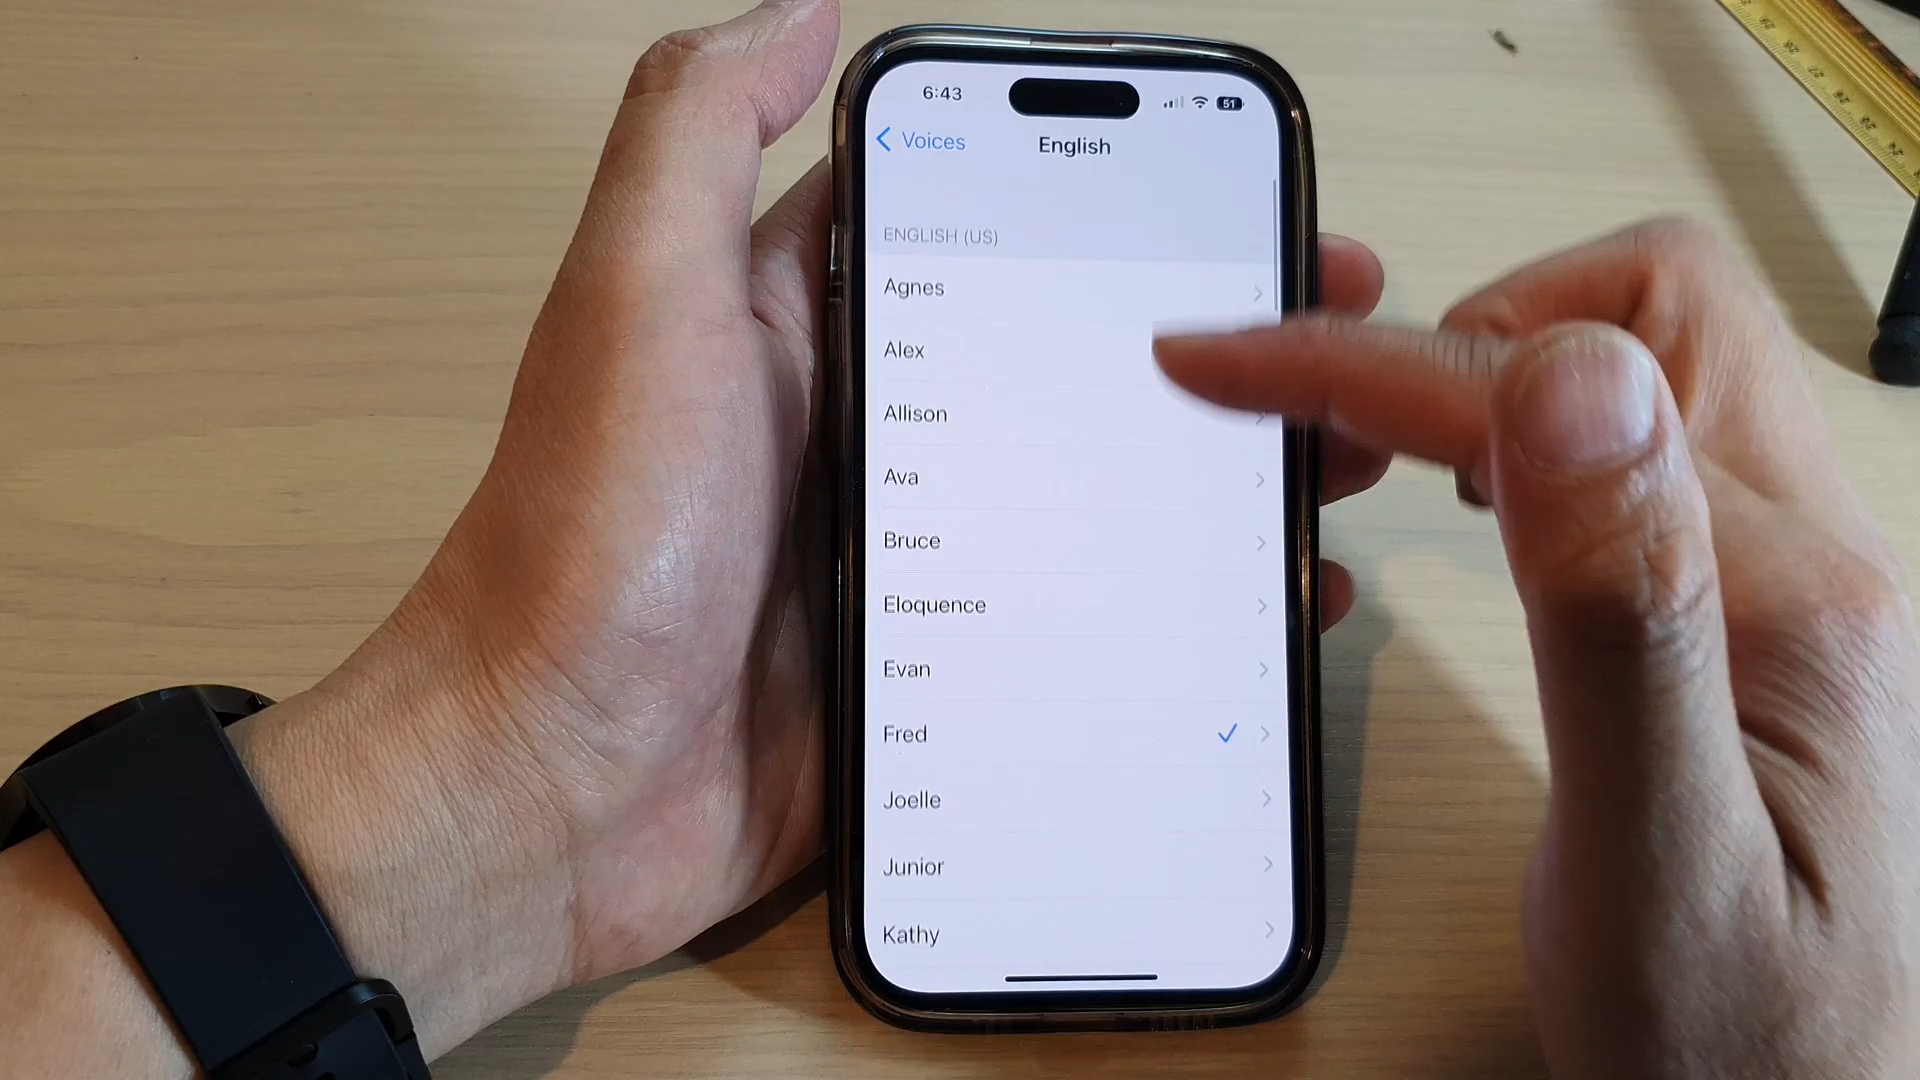 6:43
51
Voices
English
ENGLISH (US)
Agnes
Alex
Allison
Ava
Bruce
Eloquence
Evan
Fred
Joelle
Junior
Kathy